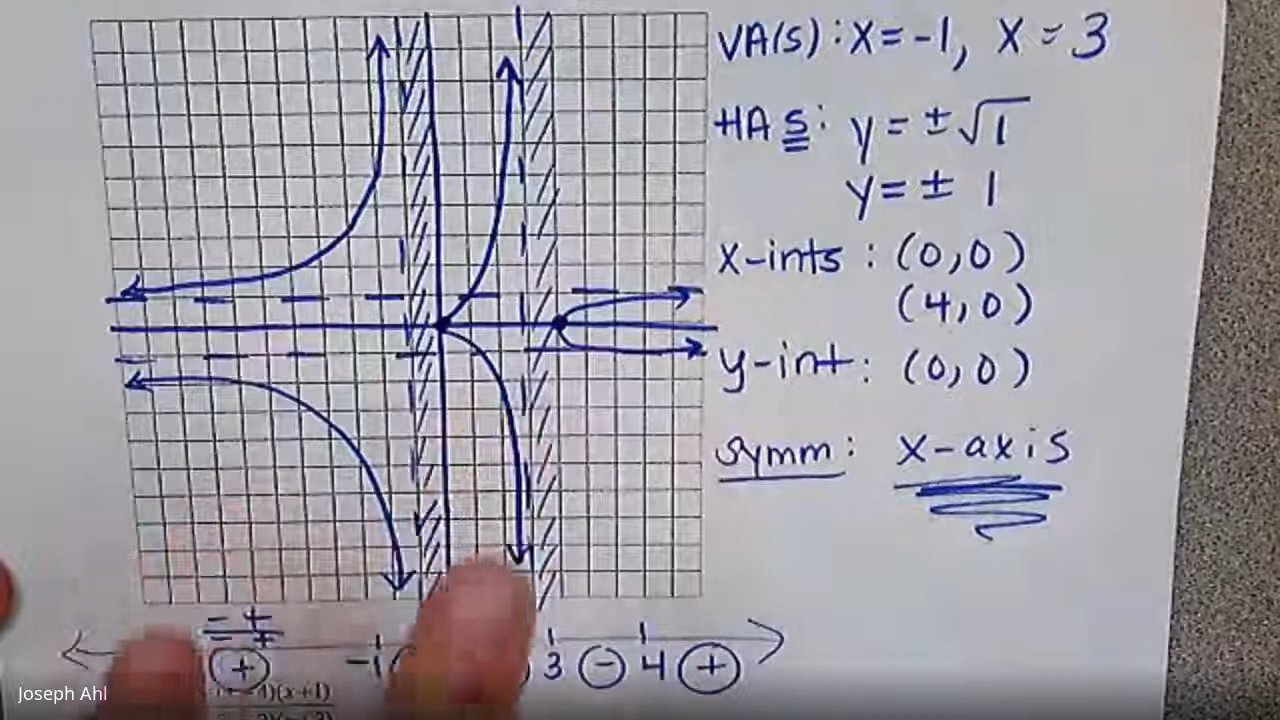 VA(s): x = -1, x = 3
HAs: y = ±√1
y = ± 1
x-ints : (0,0)
(4,0)
y-int: (0,0)
Symm: x-axis
- +
- +
-1 3 4
+ - +
Joseph Ahl
)(x+1)